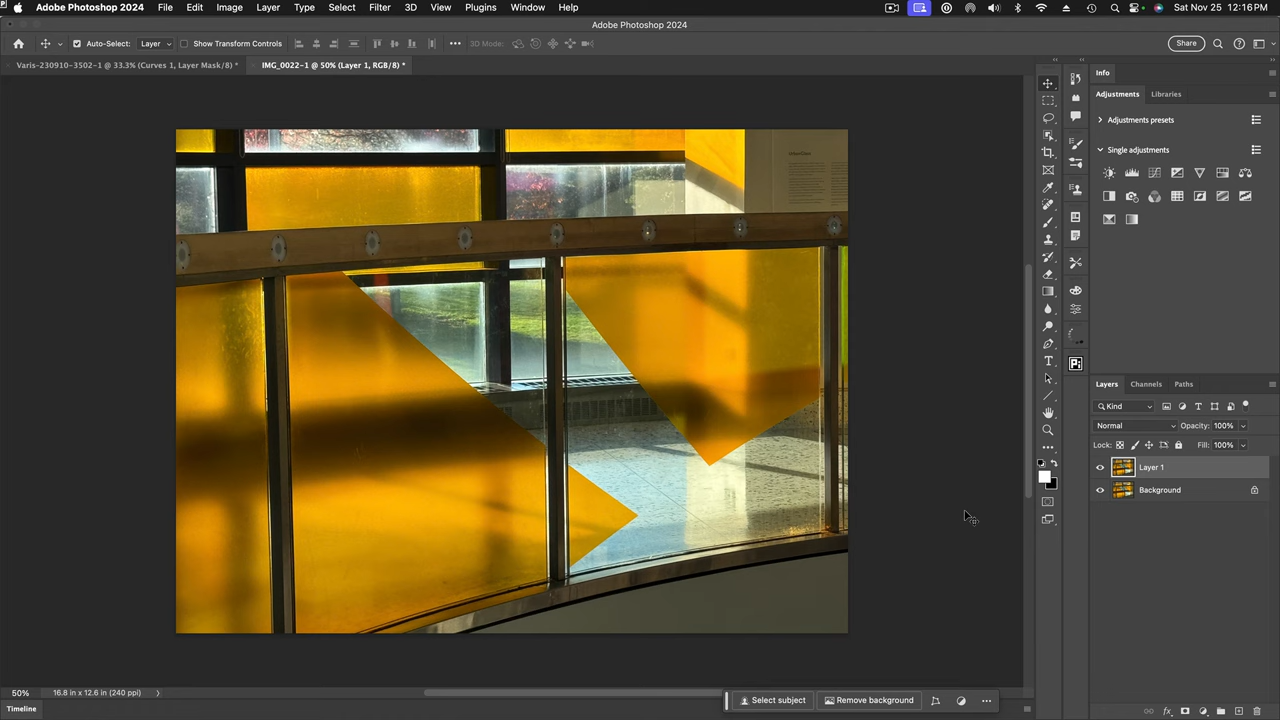 Adobe Photoshop 2024 File Edit Image Layer Type Select Filter 3D View Plugins Window Help Sat Nov 25 12:16 PM
Adobe Photoshop 2024
Auto-Select: Layer Show Transform Controls 3D Mode: Share
Varis-230910-3502-1 @ 33.3% (Curves 1, Layer Mask/8) * IMG_0022-1 @ 50% (Layer 1, RGB/8) *
Info
Adjustments Libraries
Adjustments presets
Single adjustments
Layers Channels Paths
Kind
Normal Opacity: 100%
Lock: Fill: 100%
Layer 1
Background
50% 16.8 in x 12.6 in (240 ppi)
Select subject Remove background
Timeline